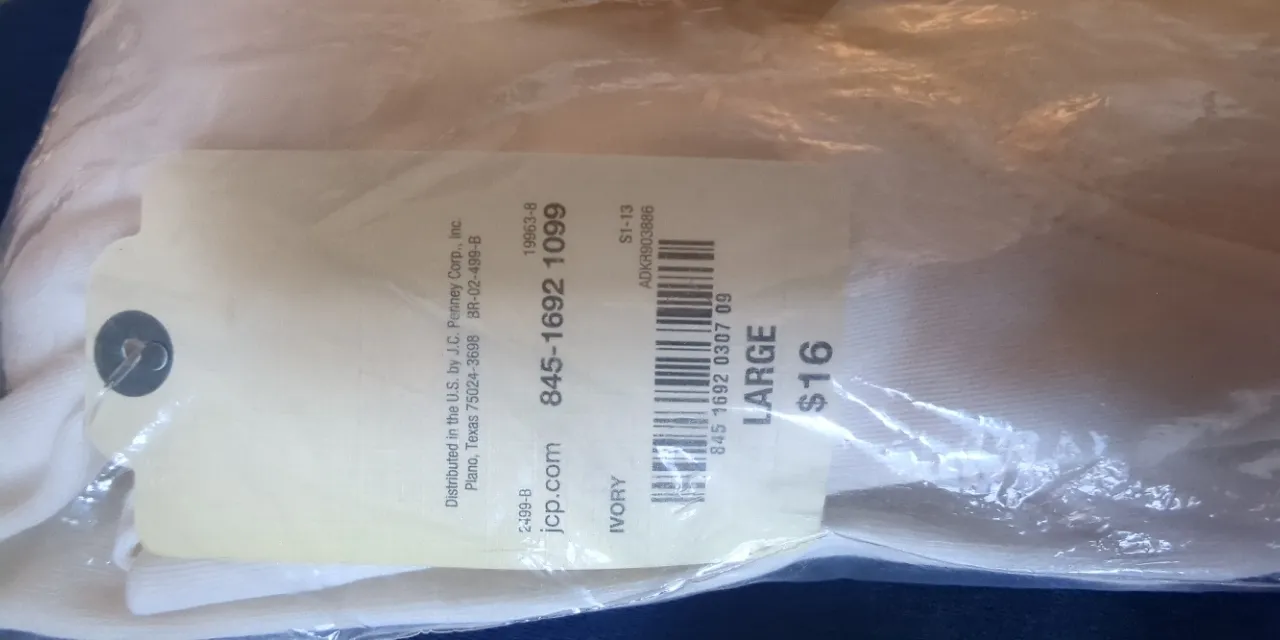 Distributed in the U.S. by J.C. Penney Corp., Inc.
Plano, Texas 75024-3698 BR-02-499-B
2499-B 19963-8
jcp.com 845-1692 1099
IVORY S1-13
ADKR903886
845 1692 0307 09
LARGE
$16